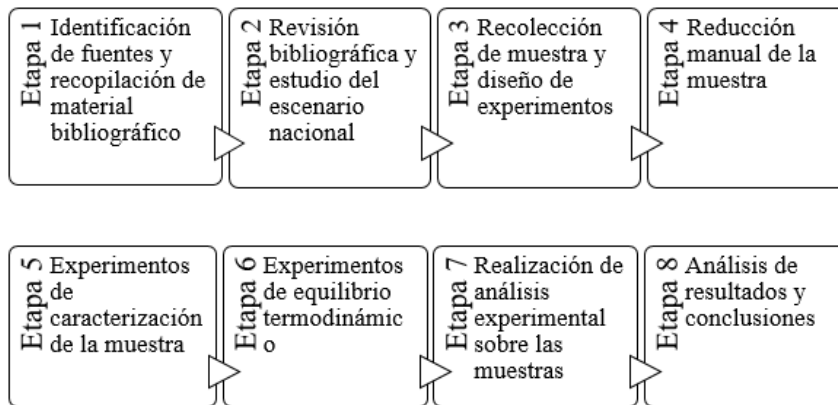 Etapa 1
Identificación
de fuentes y
recopilación de
material
bibliográfico
Etapa 2
Revisión
bibliográfica y
estudio del
escenario
nacional
Etapa 3
Recolección
de muestra y
diseño de
experimentos
Etapa 4
Reducción
manual de la
muestra
Etapa 5
Experimentos
de
caracterización
de la muestra
Etapa 6
Experimentos
de equilibrio
termodinámic
o
Etapa 7
Realización de
análisis
experimental
sobre las
muestras
Etapa 8
Análisis de
resultados y
conclusiones